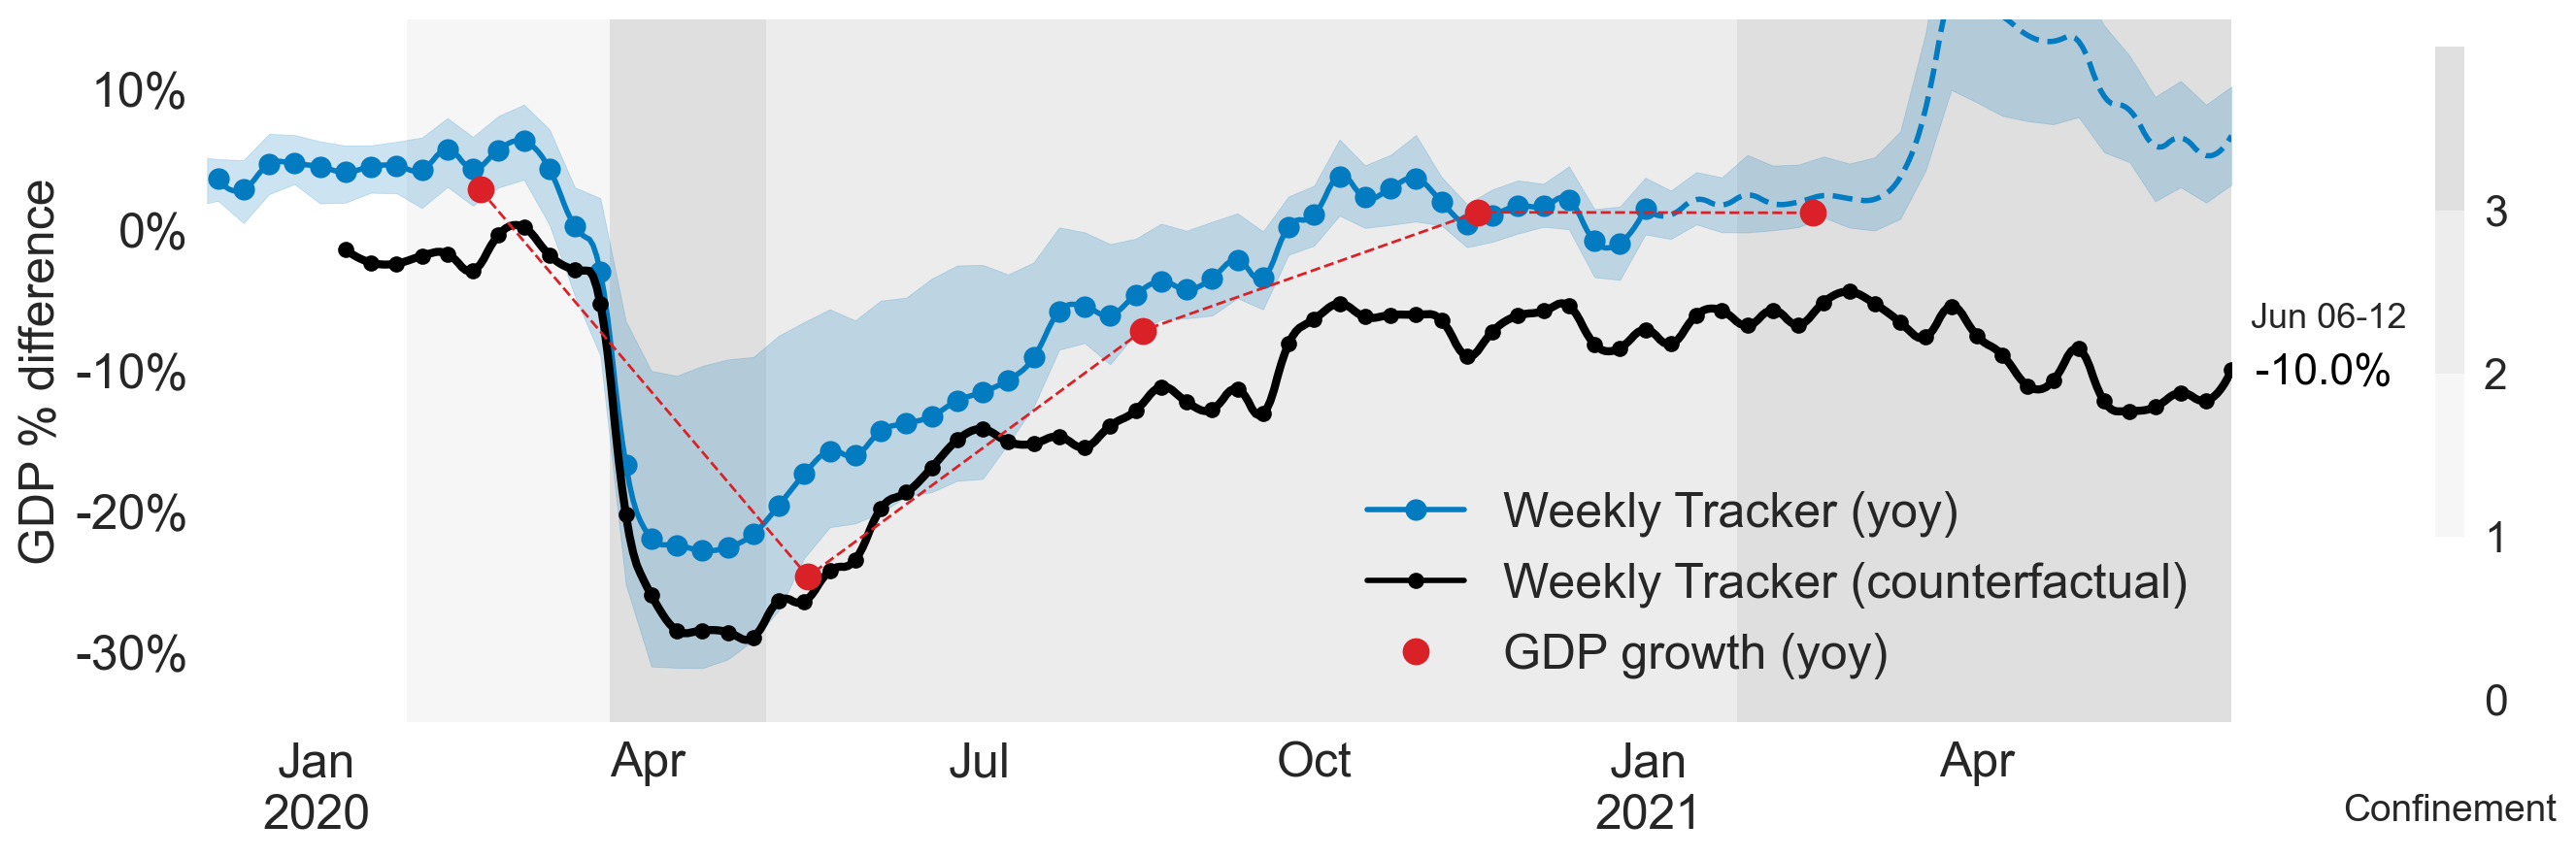 GDP % difference
10%
0%
-10%
-20%
-30%
Jan
2020
Apr
Jul
Oct
Jan
2021
Apr
Weekly Tracker (yoy)
Weekly Tracker (counterfactual)
GDP growth (yoy)
Jun 06-12
-10.0%
3
2
1
0
Confinement